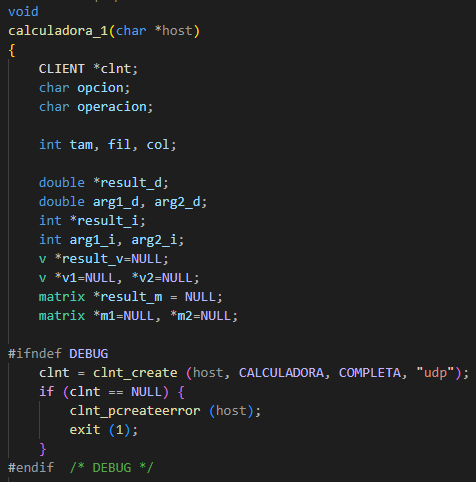 void
calculadora_1(char *host)
{
    CLIENT *clnt;
    char opcion;
    char operacion;

    int tam, fil, col;

    double *result_d;
    double arg1_d, arg2_d;
    int *result_i;
    int arg1_i, arg2_i;
    v *result_v=NULL;
    v *v1=NULL, *v2=NULL;
    matrix *result_m = NULL;
    matrix *m1=NULL, *m2=NULL;

#ifndef DEBUG
    clnt = clnt_create (host, CALCULADORA, COMPLETA, "udp");
    if (clnt == NULL) {
        clnt_pcreateerror (host);
        exit (1);
    }
#endif  /* DEBUG */